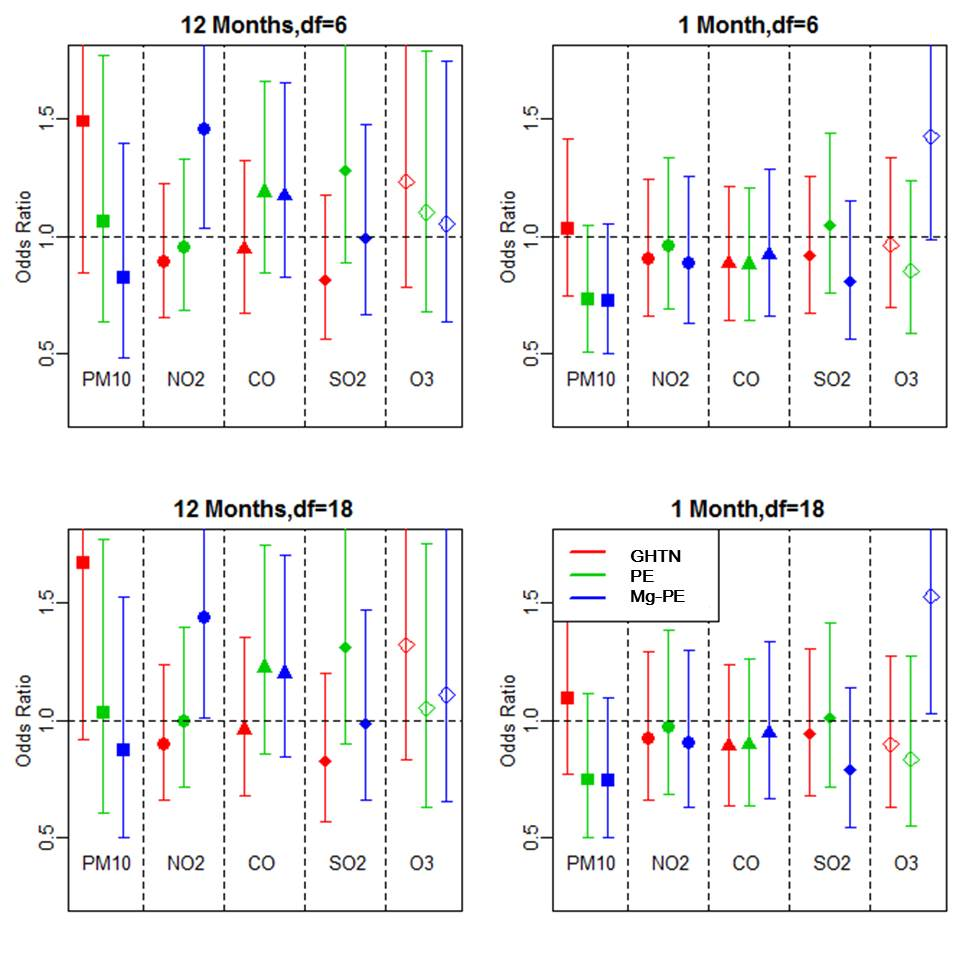 12 Months,df=6
Odds Ratio
1.5
1.0
0.5
PM10 NO2 CO SO2 O3
1 Month,df=6
Odds Ratio
1.5
1.0
0.5
PM10 NO2 CO SO2 O3
12 Months,df=18
Odds Ratio
1.5
1.0
0.5
PM10 NO2 CO SO2 O3
1 Month,df=18
GHTN
PE
Mg-PE
Odds Ratio
1.5
1.0
0.5
PM10 NO2 CO SO2 O3